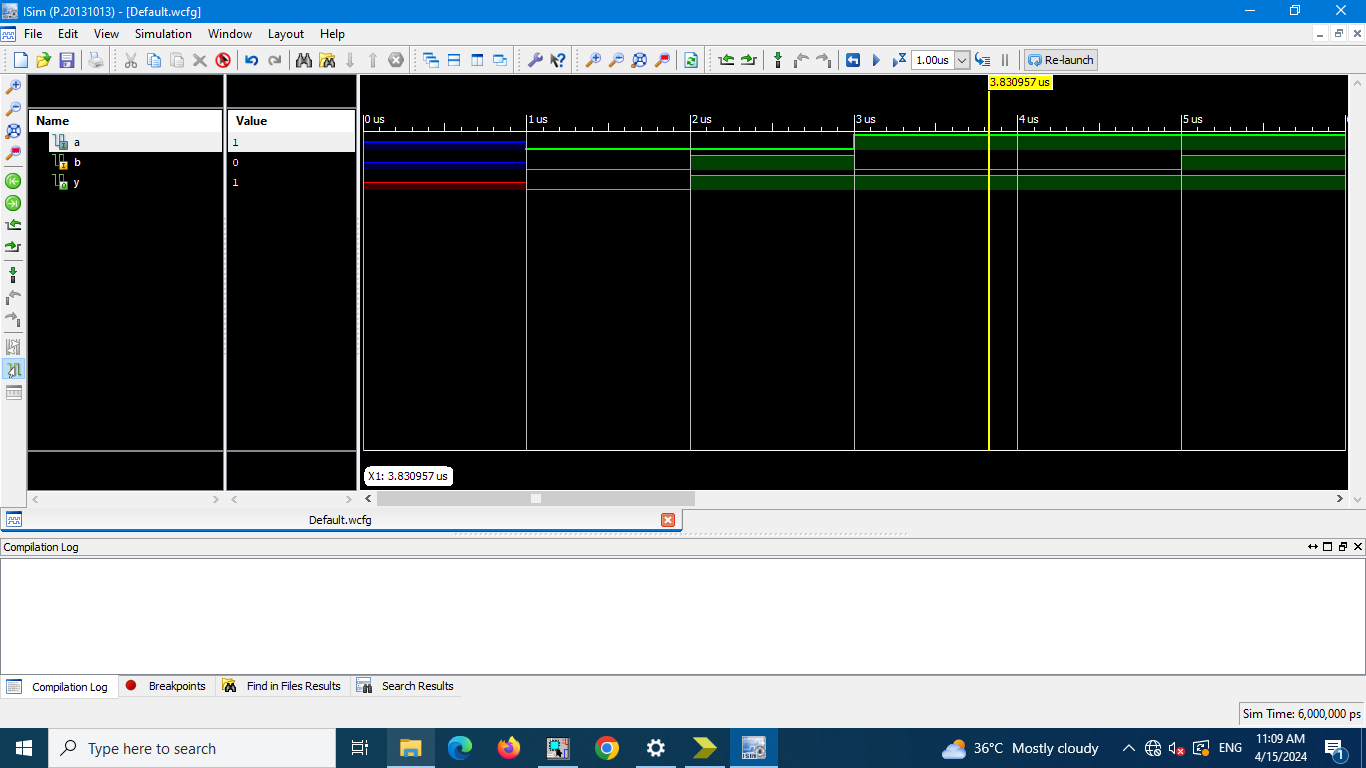 ISim (P.20131013) - [Default.wcfg]
File Edit View Simulation Window Layout Help
1.00us
Re-launch
3.830957 us
Name Value
0 us 1 us 2 us 3 us 4 us 5 us
a 1
b 0
y 1
X1: 3.830957 us
Default.wcfg
Compilation Log
Compilation Log Breakpoints Find in Files Results Search Results
Sim Time: 6,000,000 ps
Type here to search
36°C Mostly cloudy
ENG
11:09 AM
4/15/2024
1